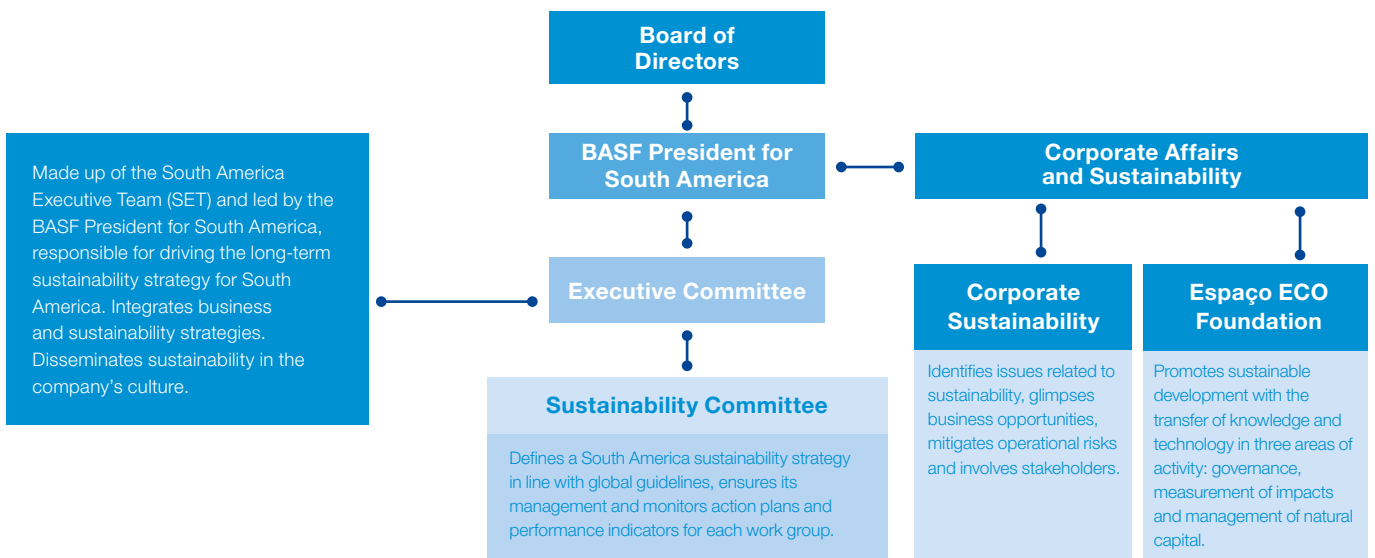 Board of
Directors
Made up of the South America
Executive Team (SET) and led by the
BASF President for South America,
responsible for driving the long-term
sustainability strategy for South
America. Integrates business
and sustainability strategies.
Disseminates sustainability in the
company's culture.
BASF President for
South America
Corporate Affairs
and Sustainability
Executive Committee
Sustainability Committee
Defines a South America sustainability strategy
in line with global guidelines, ensures its
management and monitors action plans and
performance indicators for each work group.
Corporate
Sustainability
Identifies issues related to
sustainability, glimpses
business opportunities,
mitigates operational risks
and involves stakeholders.
Espaço ECO
Foundation
Promotes sustainable
development with the
transfer of knowledge and
technology in three areas of
activity: governance,
measurement of impacts
and management of natural
capital.